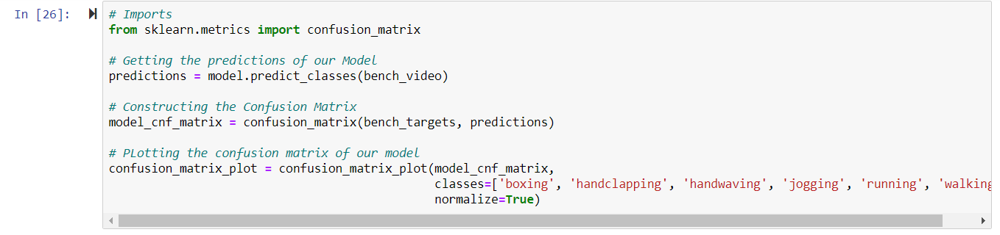 In [26]:
# Imports
from sklearn.metrics import confusion_matrix
# Getting the predictions of our Model
predictions = model.predict_classes(bench_video)
# Constructing the Confusion Matrix
model_cnf_matrix = confusion_matrix(bench_targets, predictions)
# PLotting the confusion matrix of our model
confusion_matrix_plot = confusion_matrix_plot(model_cnf_matrix,
classes=['boxing', 'handclapping', 'handwaving', 'jogging', 'running', 'walking
normalize=True)